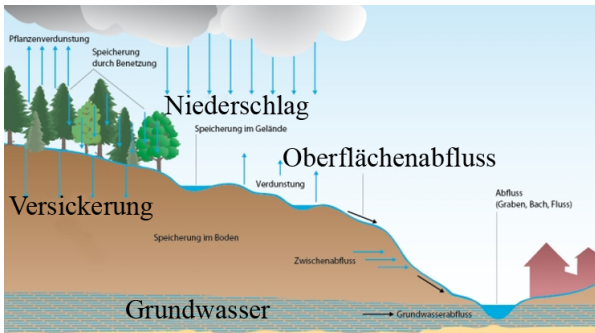 Pflanzenverdunstung
Speicherung
durch Benetzung
Niederschlag
Speicherung im Gelände
Oberflächenabfluss
Verdunstung
Versickerung
Abfluss
(Graben, Bach, Fluss)
Speicherung im Boden
Zwischenabfluss
Grundwasser
Grundwasserabfluss